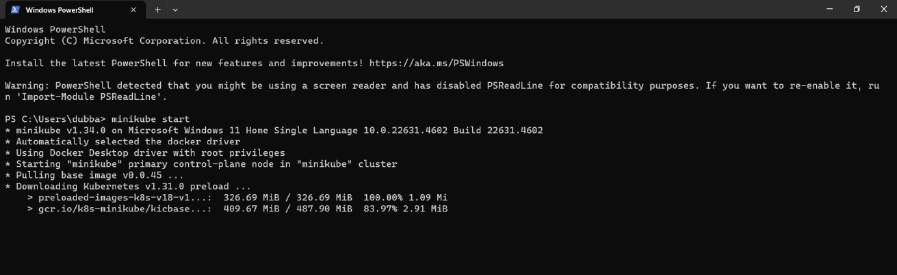 Windows PowerShell
Windows PowerShell
Copyright (C) Microsoft Corporation. All rights reserved.
Install the latest PowerShell for new features and improvements! https://aka.ms/PSWindows
Warning: PowerShell detected that you might be using a screen reader and has disabled PSReadLine for compatibility purposes. If you want to re-enable it, ru
n 'Import-Module PSReadLine'.
PS C:\Users\dubba> minikube start
* minikube v1.34.0 on Microsoft Windows 11 Home Single Language 10.0.22631.4602 Build 22631.4602
* Automatically selected the docker driver
* Using Docker Desktop driver with root privileges
* Starting "minikube" primary control-plane node in "minikube" cluster
* Pulling base image v0.0.45 ...
* Downloading Kubernetes v1.31.0 preload ...
    > preloaded-images-k8s-v18-v1...:  326.69 MiB / 326.69 MiB  100.00% 1.09 Mi
    > gcr.io/k8s-minikube/kicbase...:  409.67 MiB / 487.90 MiB  83.97% 2.91 MiB